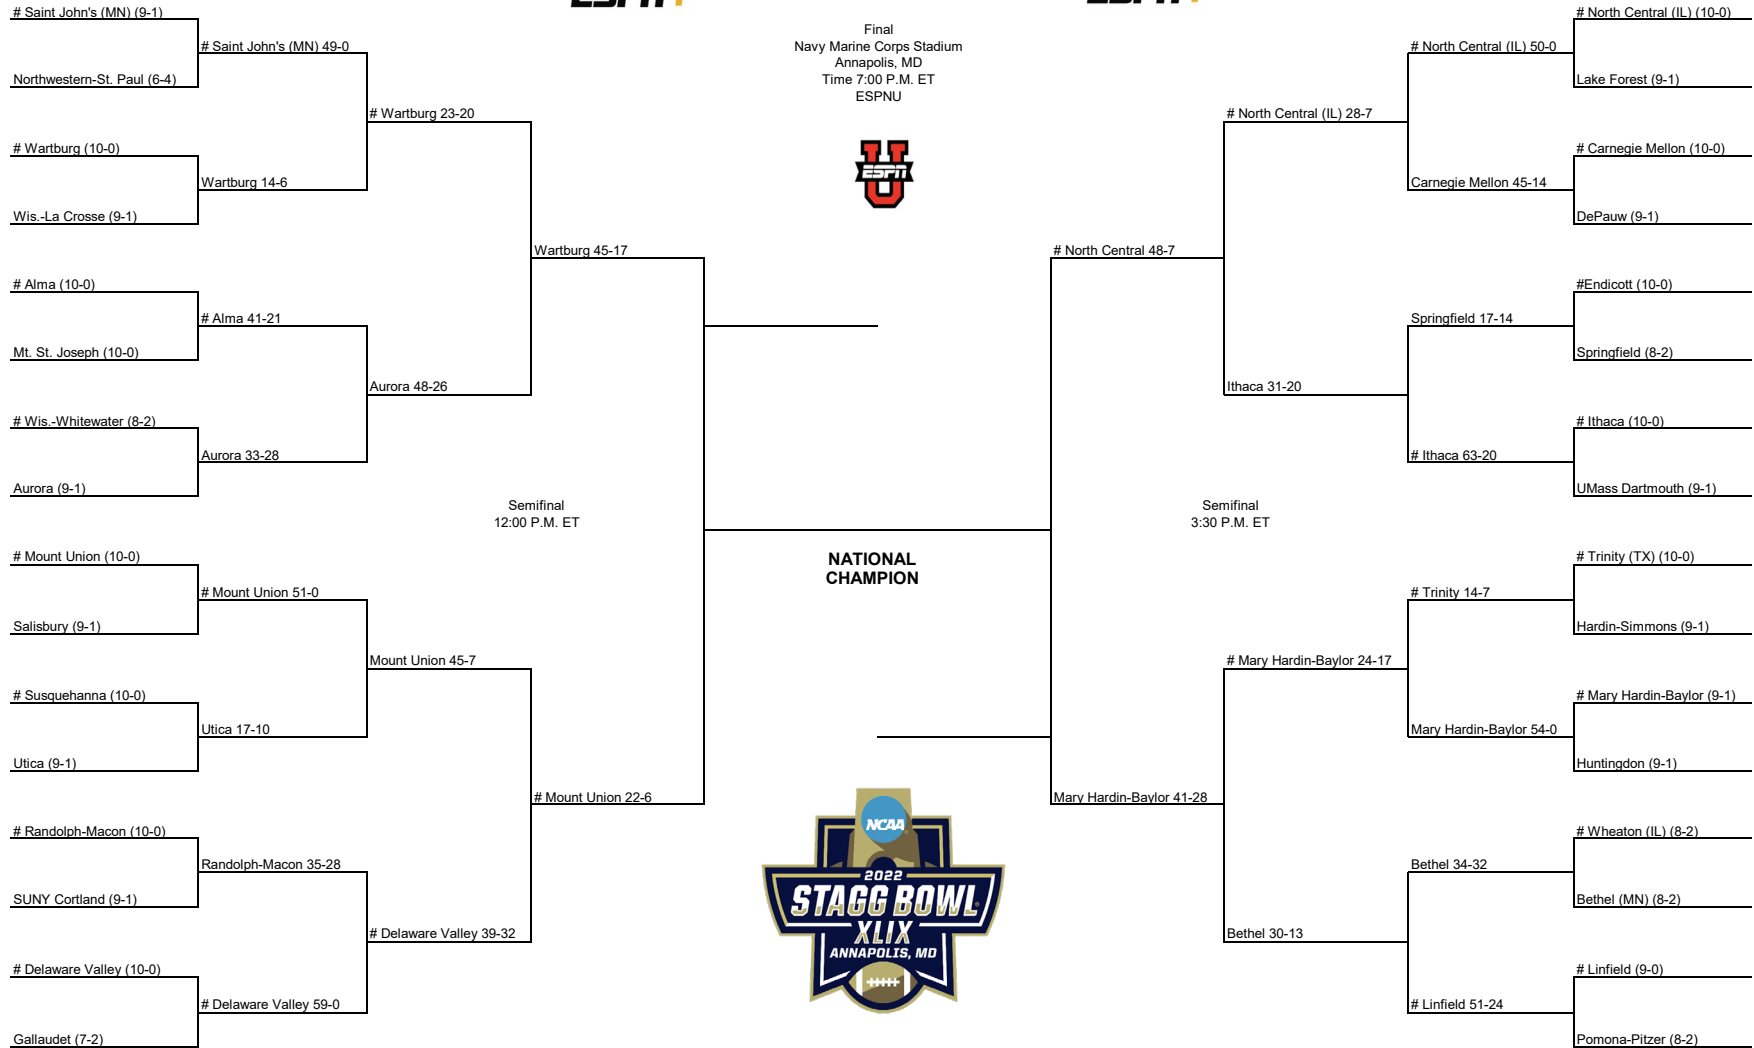 ESPN+
ESPN+
# Saint John's (MN) (9-1)
Northwestern-St. Paul (6-4)
# Wartburg (10-0)
Wis.-La Crosse (9-1)
# Alma (10-0)
Mt. St. Joseph (10-0)
# Wis.-Whitewater (8-2)
Aurora (9-1)
# Mount Union (10-0)
Salisbury (9-1)
# Susquehanna (10-0)
Utica (9-1)
# Randolph-Macon (10-0)
SUNY Cortland (9-1)
# Delaware Valley (10-0)
Gallaudet (7-2)
# Saint John's (MN) 49-0
Wartburg 14-6
# Alma 41-21
Aurora 33-28
# Mount Union 51-0
Utica 17-10
Randolph-Macon 35-28
# Delaware Valley 59-0
# Wartburg 23-20
Aurora 48-26
Mount Union 45-7
# Delaware Valley 39-32
Wartburg 45-17
Semifinal
12:00 P.M. ET
# Mount Union 22-6
Final
Navy Marine Corps Stadium
Annapolis, MD
Time 7:00 P.M. ET
ESPNU
ESPN
U
NATIONAL
CHAMPION
NCAA
2022
STAGG BOWL
XLIX
ANNAPOLIS, MD
# North Central 48-7
Mary Hardin-Baylor 41-28
# North Central (IL) 28-7
Ithaca 31-20
Semifinal
3:30 P.M. ET
# Mary Hardin-Baylor 24-17
Bethel 30-13
# North Central (IL) 50-0
Carnegie Mellon 45-14
Springfield 17-14
# Ithaca 63-20
# Trinity 14-7
Mary Hardin-Baylor 54-0
Bethel 34-32
# Linfield 51-24
# North Central (IL) (10-0)
Lake Forest (9-1)
# Carnegie Mellon (10-0)
DePauw (9-1)
#Endicott (10-0)
Springfield (8-2)
# Ithaca (10-0)
UMass Dartmouth (9-1)
# Trinity (TX) (10-0)
Hardin-Simmons (9-1)
# Mary Hardin-Baylor (9-1)
Huntingdon (9-1)
# Wheaton (IL) (8-2)
Bethel (MN) (8-2)
# Linfield (9-0)
Pomona-Pitzer (8-2)